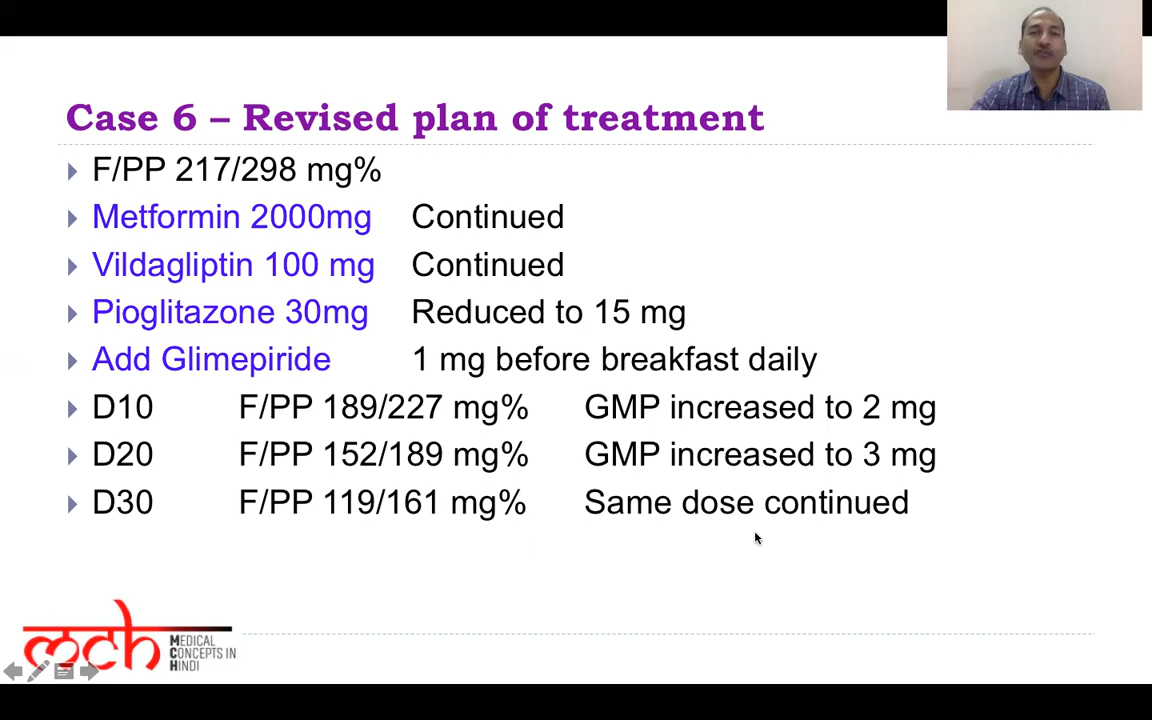 Case 6 – Revised plan of treatment
F/PP 217/298 mg%
Metformin 2000mg Continued
Vildagliptin 100 mg Continued
Pioglitazone 30mg Reduced to 15 mg
Add Glimepiride 1 mg before breakfast daily
D10 F/PP 189/227 mg% GMP increased to 2 mg
D20 F/PP 152/189 mg% GMP increased to 3 mg
D30 F/PP 119/161 mg% Same dose continued
mch
MEDICAL
CONCEPTS IN
HINDI